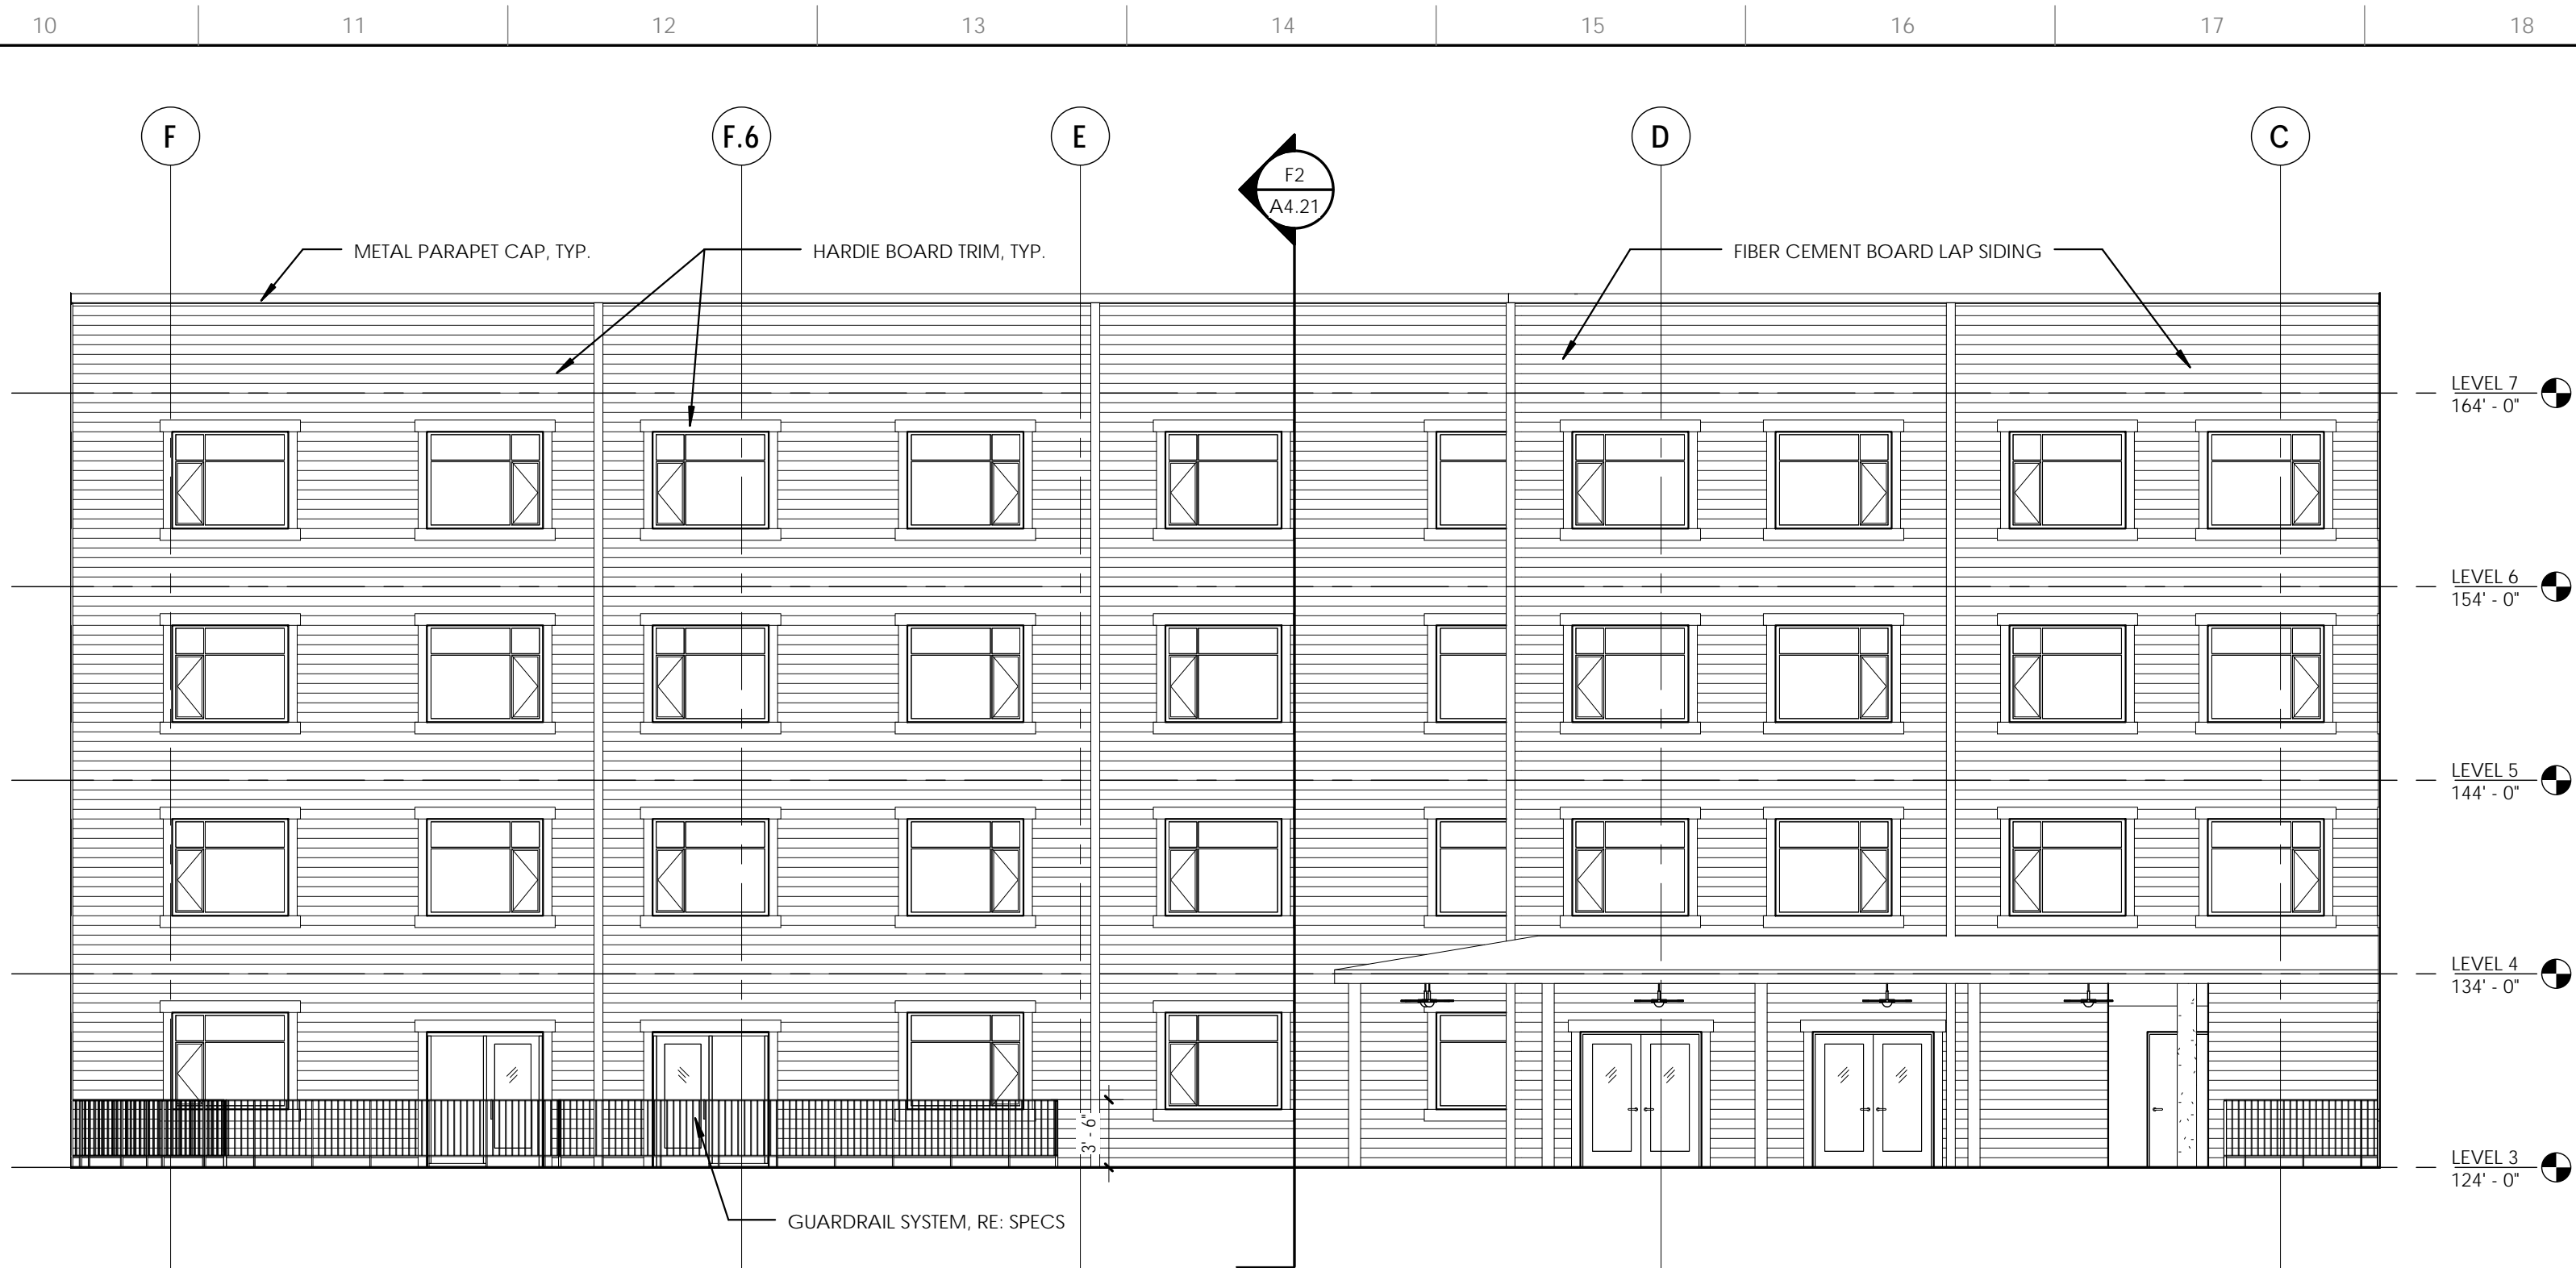 10 11 12 13 14 15 16 17 18
F F.6 E D C
F2
A4.21
METAL PARAPET CAP, TYP. HARDIE BOARD TRIM, TYP. FIBER CEMENT BOARD LAP SIDING
LEVEL 7
164' - 0"
LEVEL 6
154' - 0"
LEVEL 5
144' - 0"
LEVEL 4
134' - 0"
3' - 6"
LEVEL 3
124' - 0"
GUARDRAIL SYSTEM, RE: SPECS